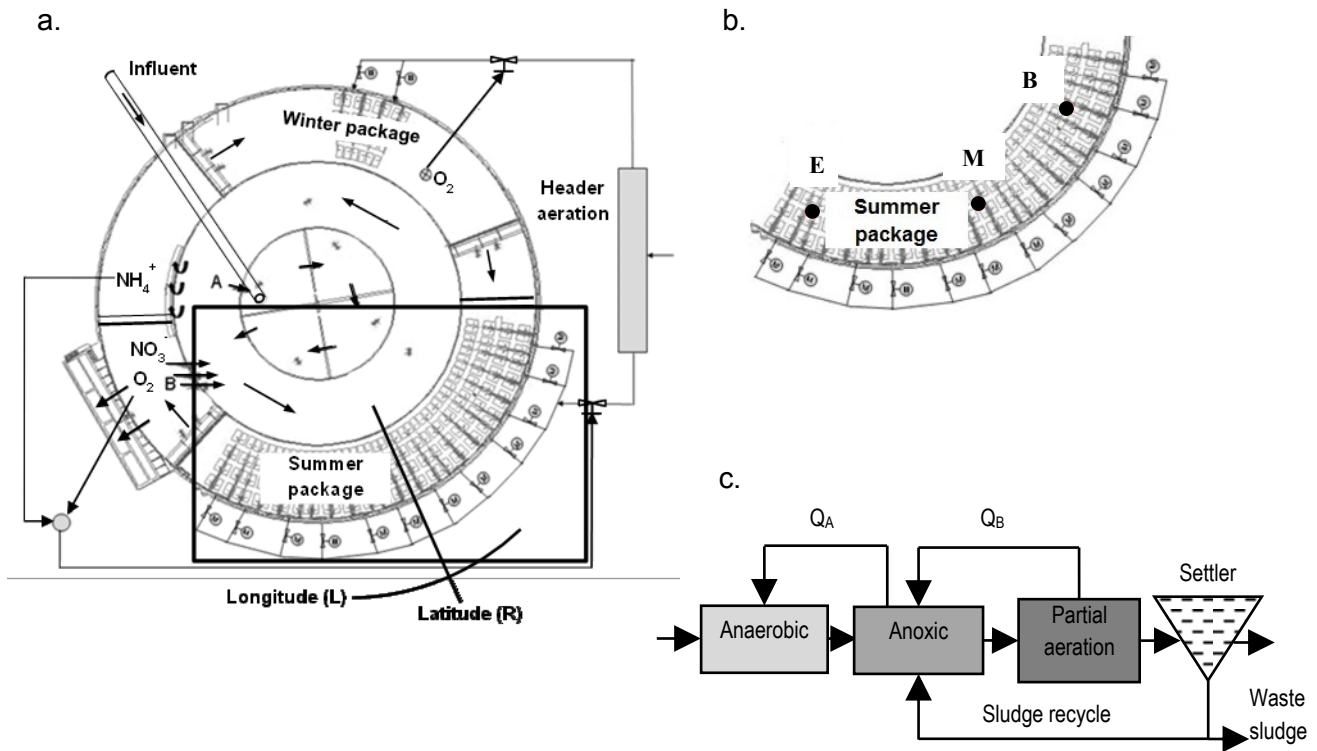 a.
Influent
Winter package
O2
Header
aeration
NH4+
A
NO3-
O2 B
Summer
package
Longitude (L)
Latitude (R)
b.
B
M
E
Summer
package
c.
QA
QB
Settler
Anaerobic
Anoxic
Partial
aeration
Sludge recycle
Waste
sludge